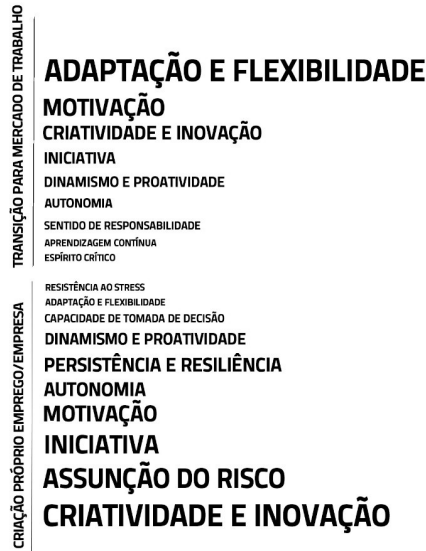 TRANSIÇÃO PARA MERCADO DE TRABALHO
ADAPTAÇÃO E FLEXIBILIDADE
MOTIVAÇÃO
CRIATIVIDADE E INOVAÇÃO
INICIATIVA
DINAMISMO E PROATIVIDADE
AUTONOMIA
SENTIDO DE RESPONSABILIDADE
APRENDIZAGEM CONTÍNUA
ESPÍRITO CRÍTICO
CRIAÇÃO PRÓPRIO EMPREGO/EMPRESA
RESISTÊNCIA AO STRESS
ADAPTAÇÃO E FLEXIBILIDADE
CAPACIDADE DE TOMADA DE DECISÃO
DINAMISMO E PROATIVIDADE
PERSISTÊNCIA E RESILIÊNCIA
AUTONOMIA
MOTIVAÇÃO
INICIATIVA
ASSUNÇÃO DO RISCO
CRIATIVIDADE E INOVAÇÃO